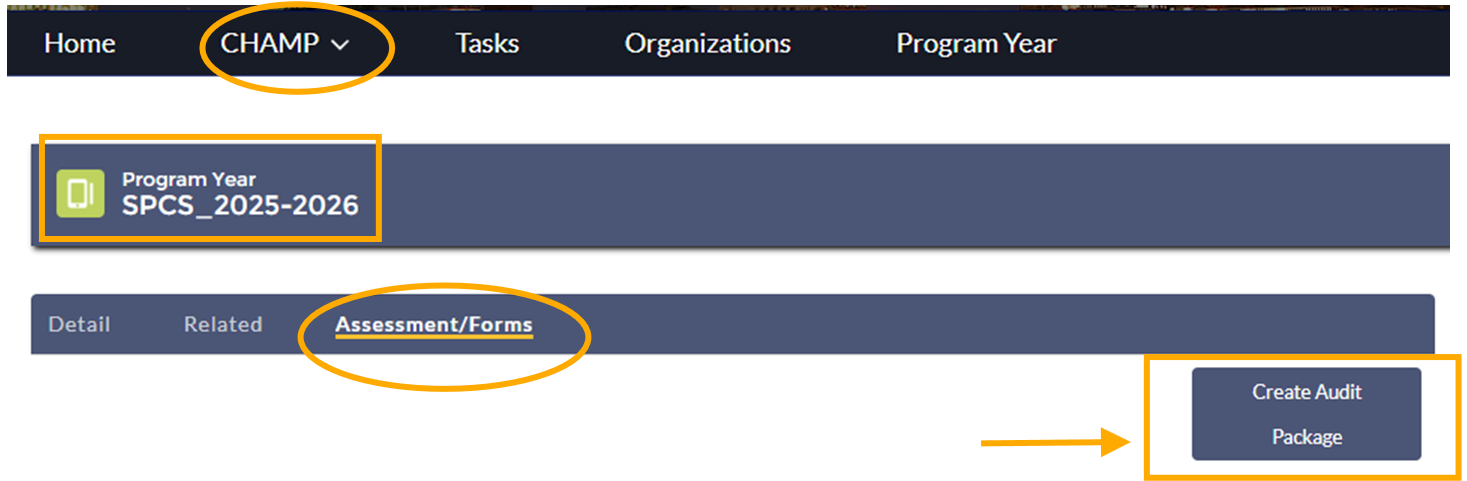 Home CHAMP Tasks Organizations Program Year
Program Year
SPCS_2025-2026
Detail Related Assessment/Forms
Create Audit
Package